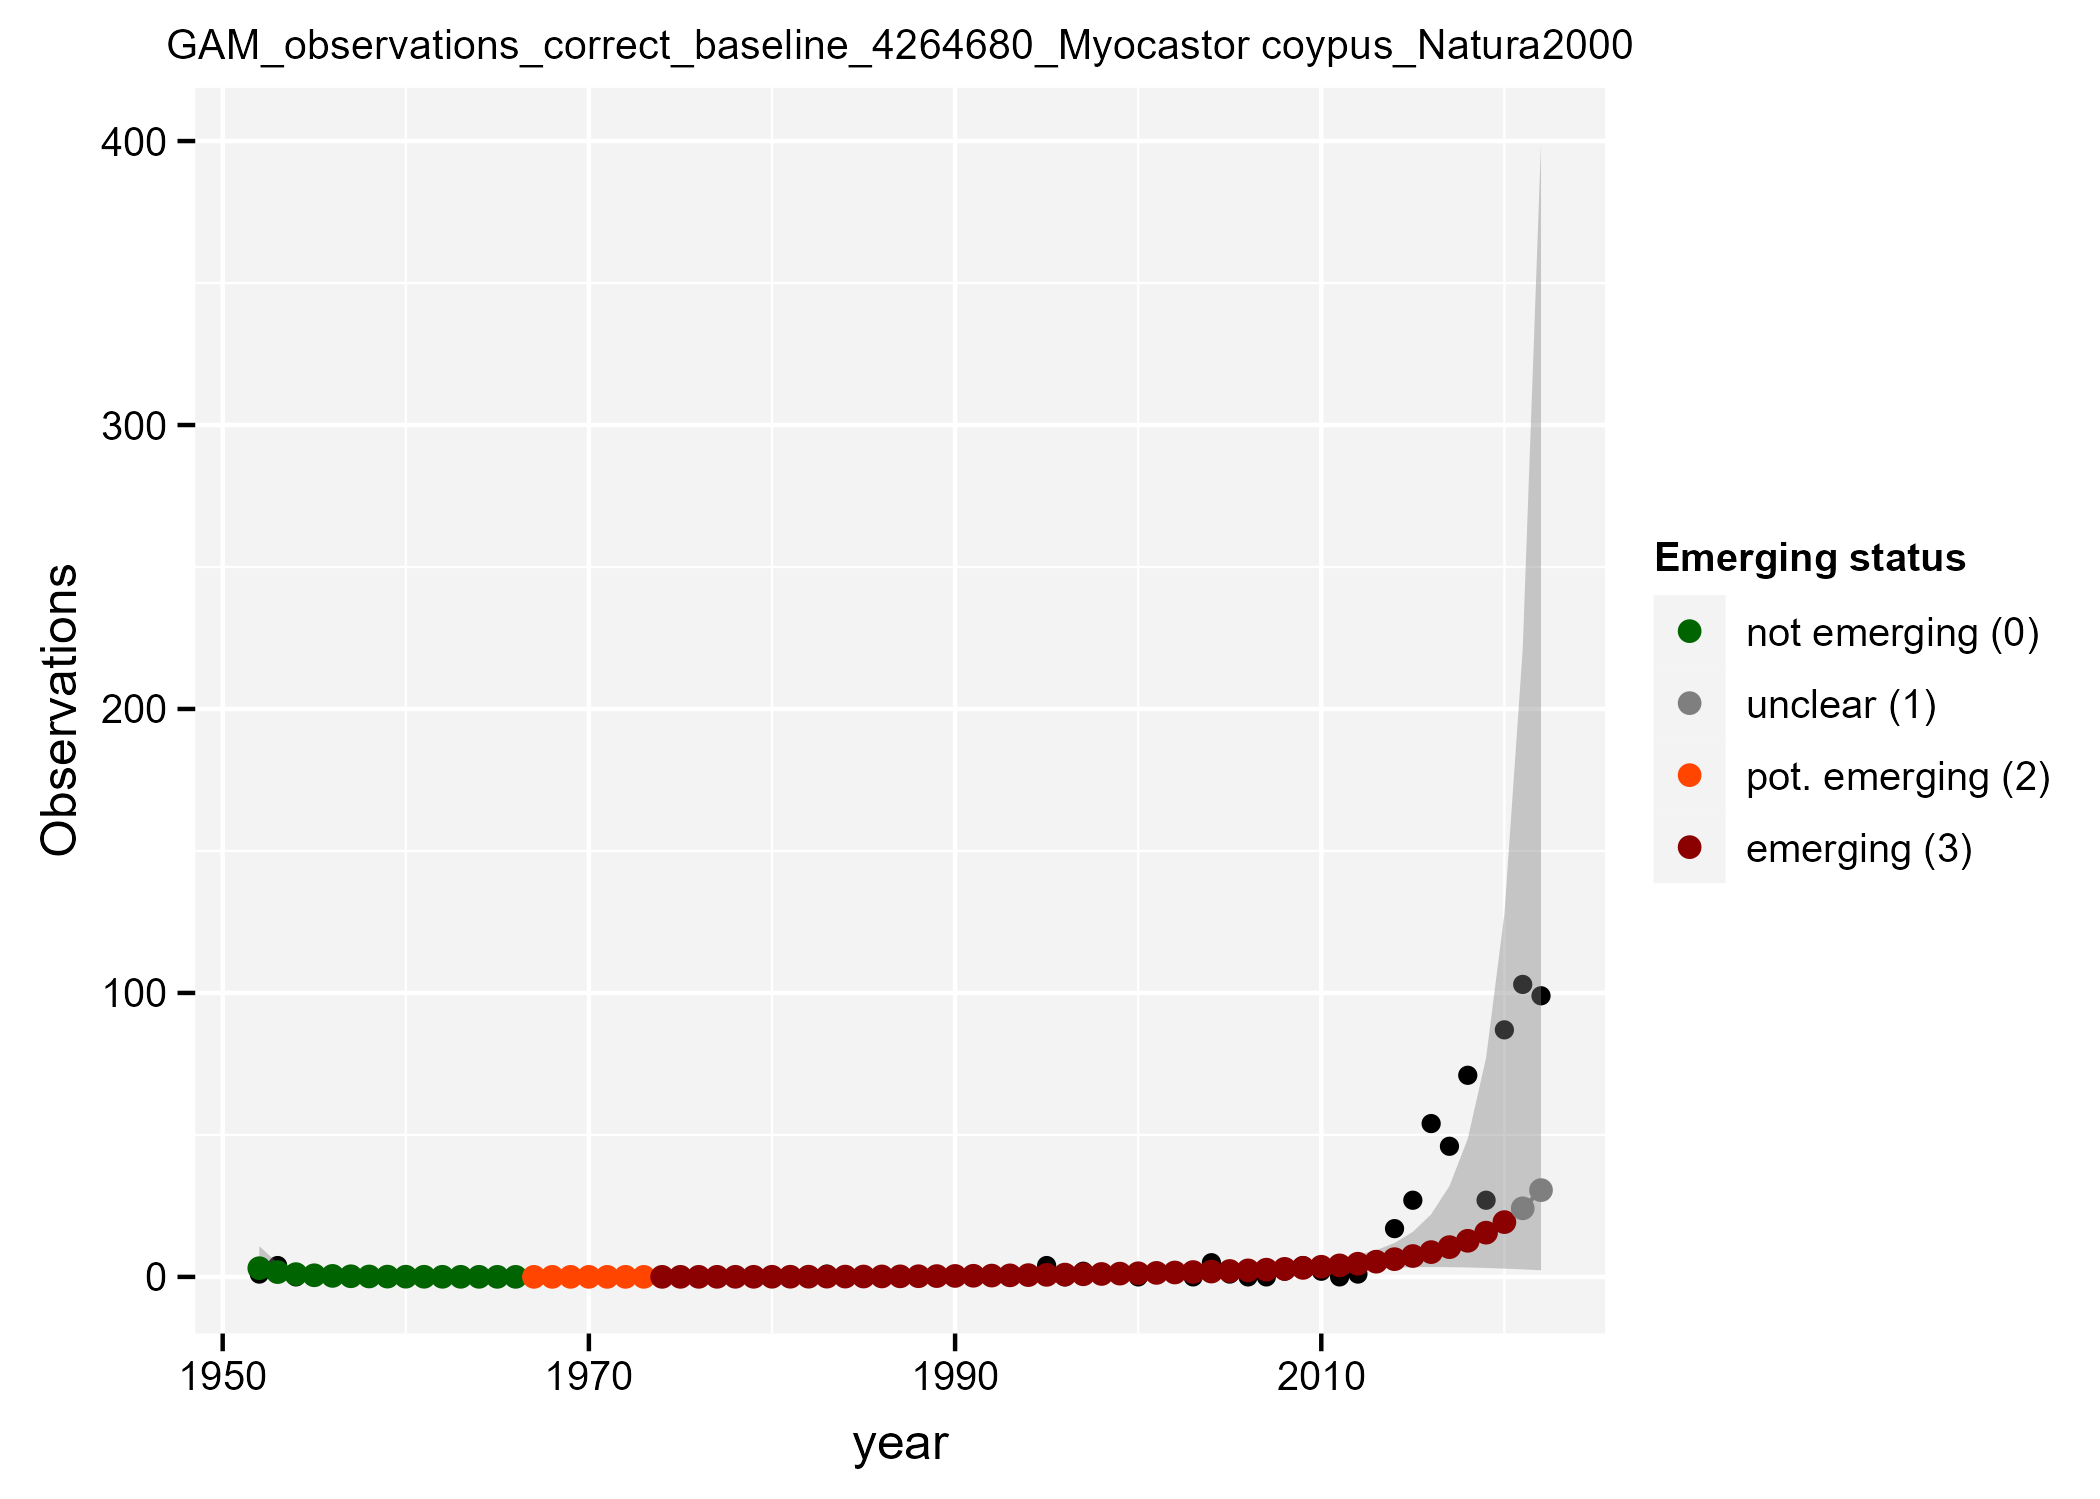 GAM_observations_correct_baseline_4264680_Myocastor coypus_Natura2000
400
300
200
100
0
Observations
1950
1970
1990
2010
year
Emerging status
not emerging (0)
unclear (1)
pot. emerging (2)
emerging (3)